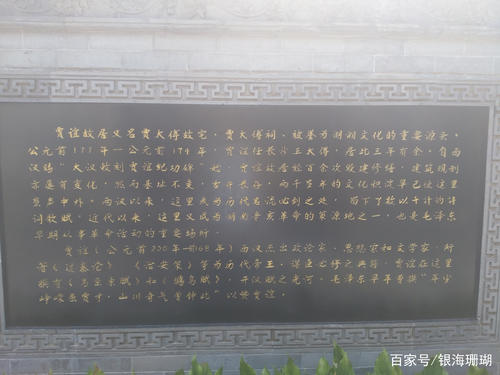 贾谊故居又名贾太傅故宅、贾太傅祠、被誉为湖湘文化的重要源头。
公元前177年—公元前174年,贾谊任长沙王太傅,居此三年有余。自西
汉 大汉敕刻贾谊纪功碑 始 贾谊故居经百余次毁建修缮,建筑规制
亦屡有变化,然而基址不变,古井长存,两千多年的文化积淀早已使这里
蜚声中外。西汉以来,这里成为历代名流必到之处,留下了数以十计的诗
词歌赋,近代以来,这里又成为湖南辛亥革命的策源地之一,也是毛泽东
早期从事革命活动的重要场所。
贾谊(公元前200年—前168年)西汉杰出政治家、思想家和文学家,所
著《过秦论》《治安策》等为历代帝王、谋臣必修之典籍。贾谊在这里
撰有《吊屈原赋》和《鵩鸟赋》,开汉赋之先河。毛泽东早年曾撰“年少
峥嵘屈贾才,山川奇气曾钟此”以赞贾谊。
百家号/银海珊瑚